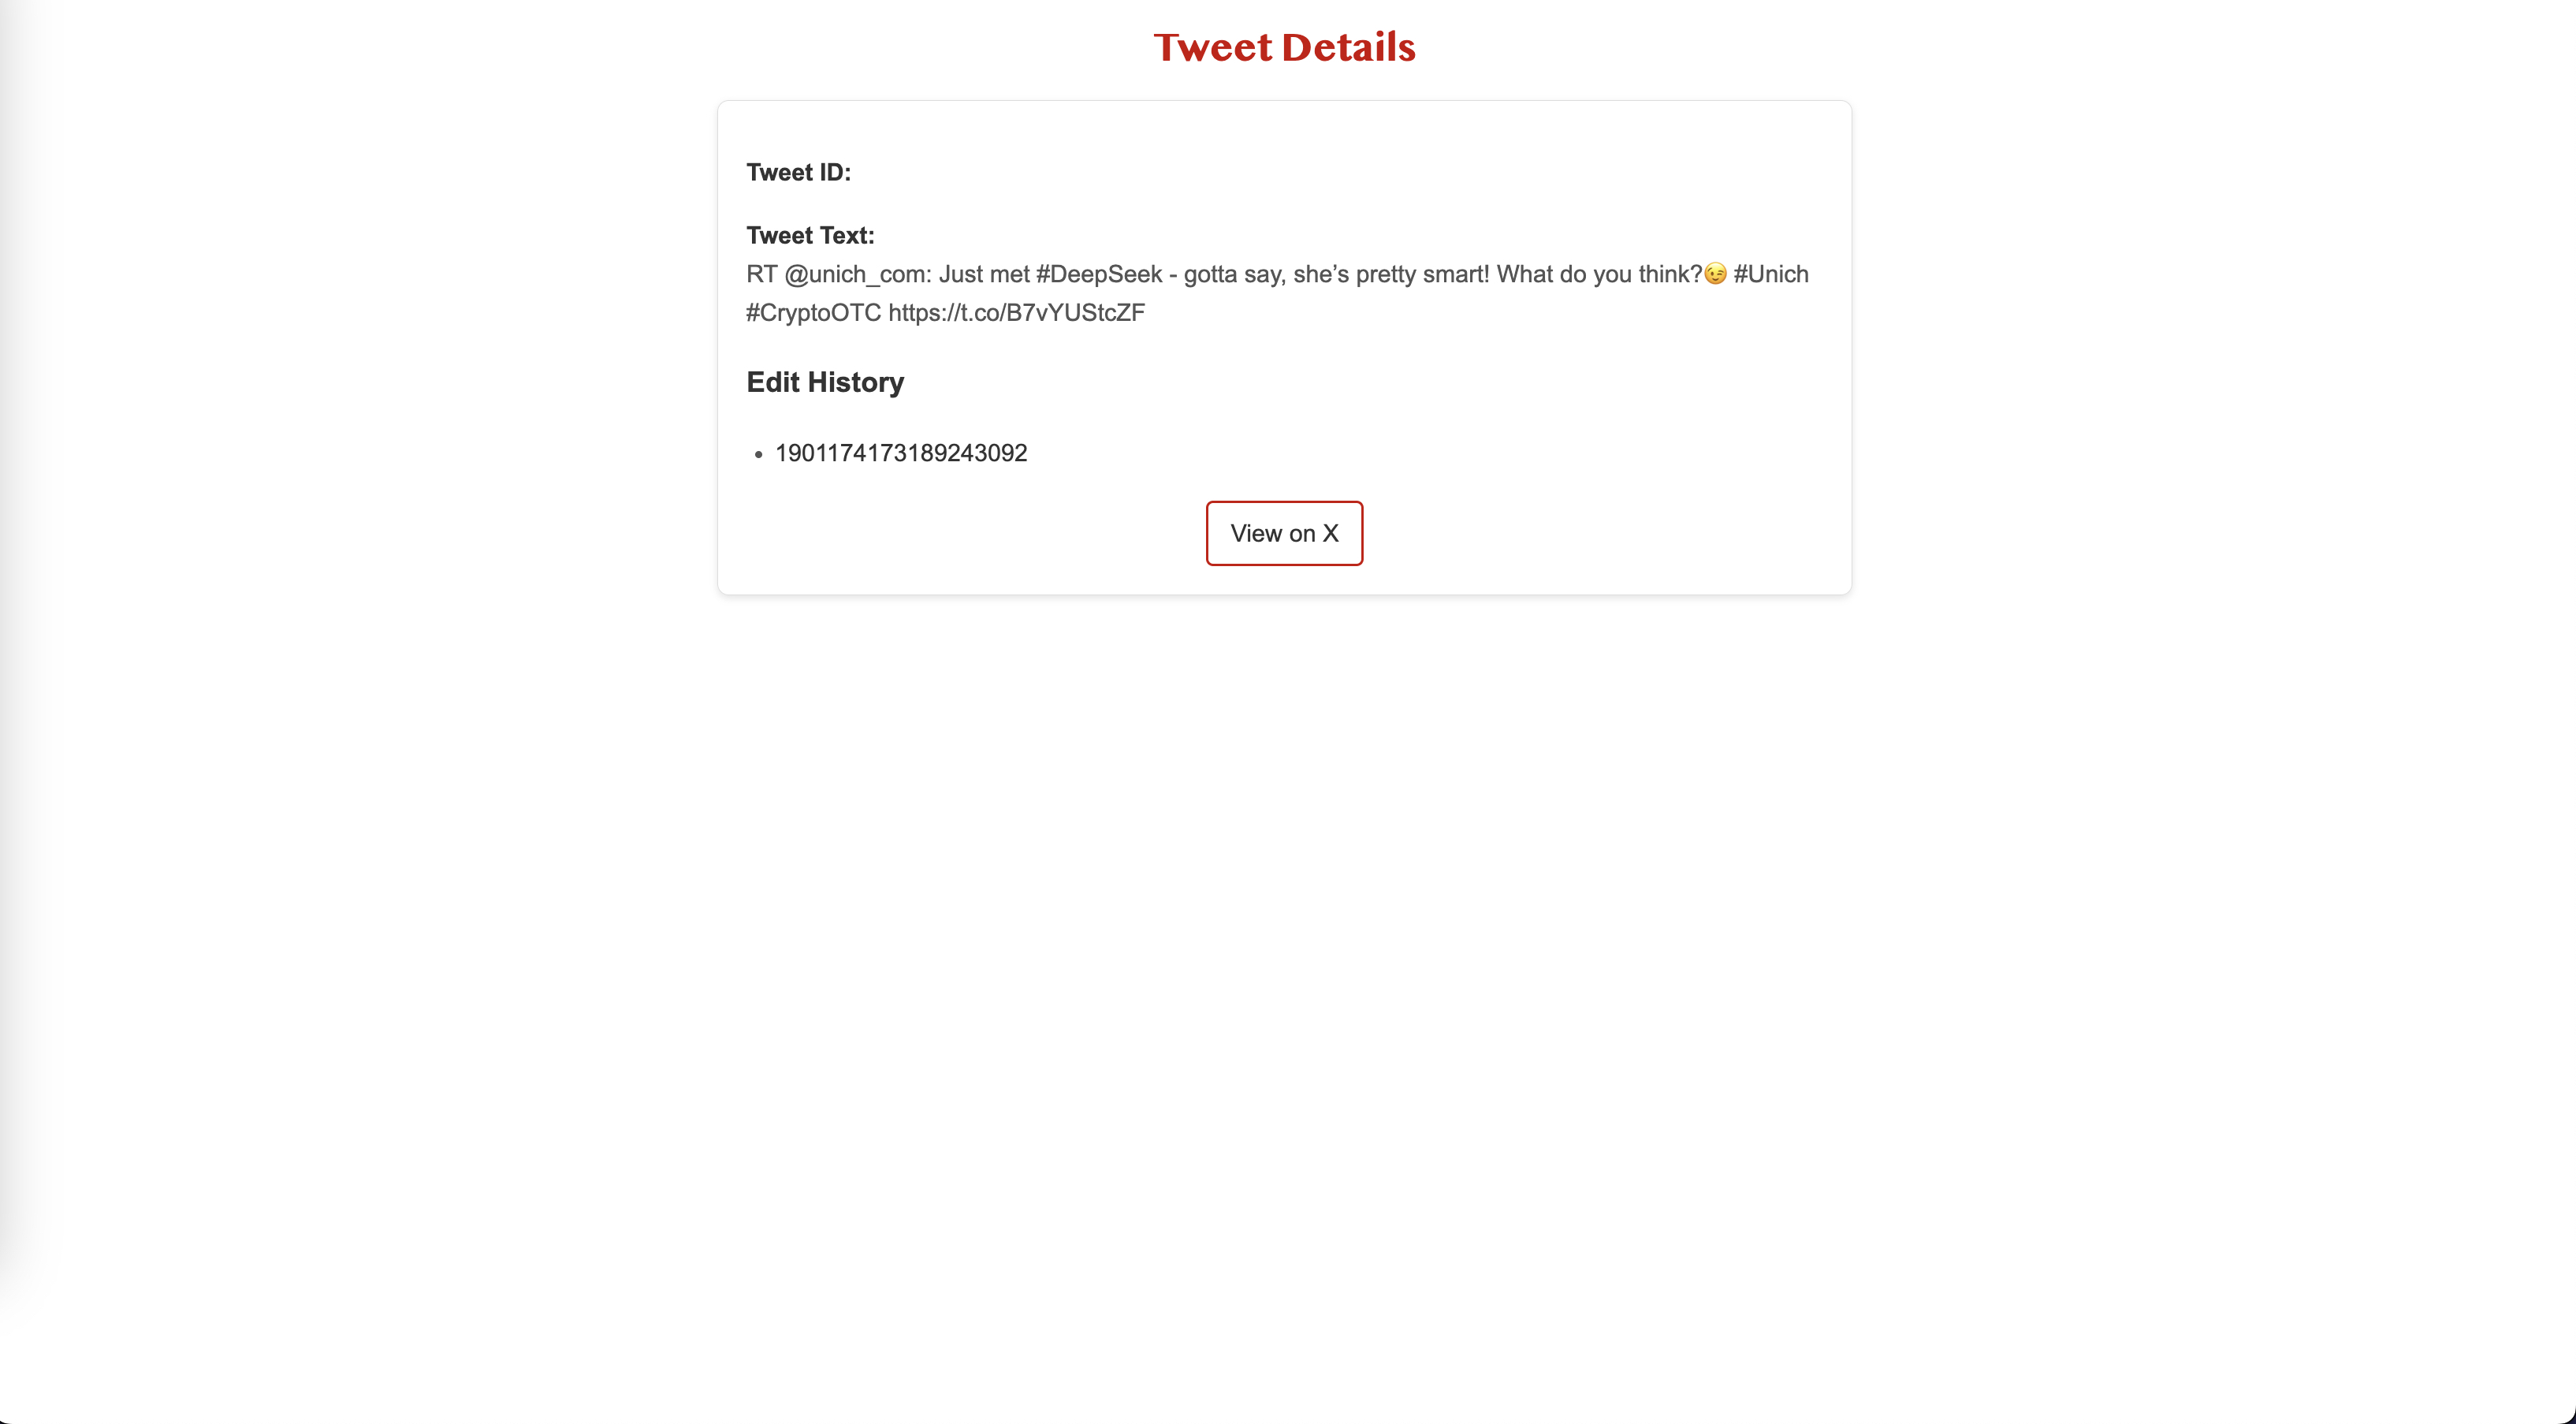 Tweet Details
Tweet ID:
Tweet Text:
RT @unich_com: Just met #DeepSeek - gotta say, she’s pretty smart! What do you think?😉 #Unich
#CryptoOTC https://t.co/B7vYUStcZF
Edit History
• 1901174173189243092
View on X